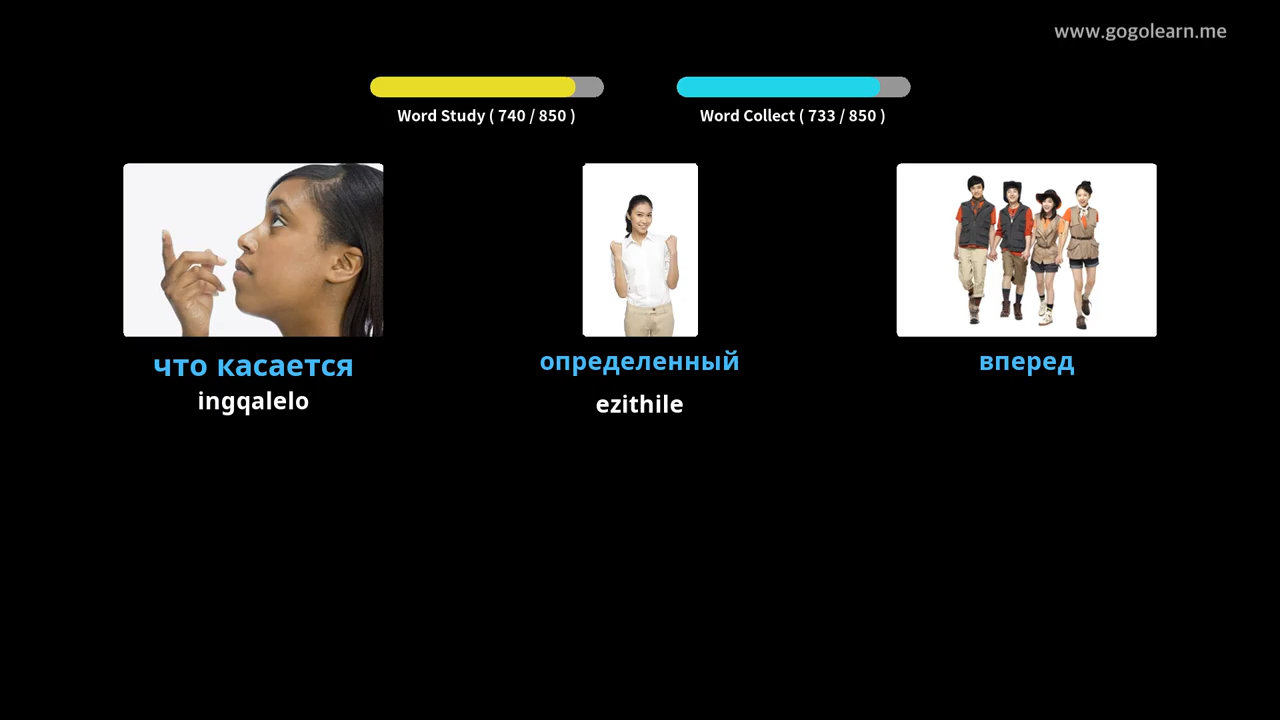 www.gogolearn.me
Word Study ( 740 / 850 )
Word Collect ( 733 / 850 )
что касается
ingqalelo
определенный
ezithile
вперед